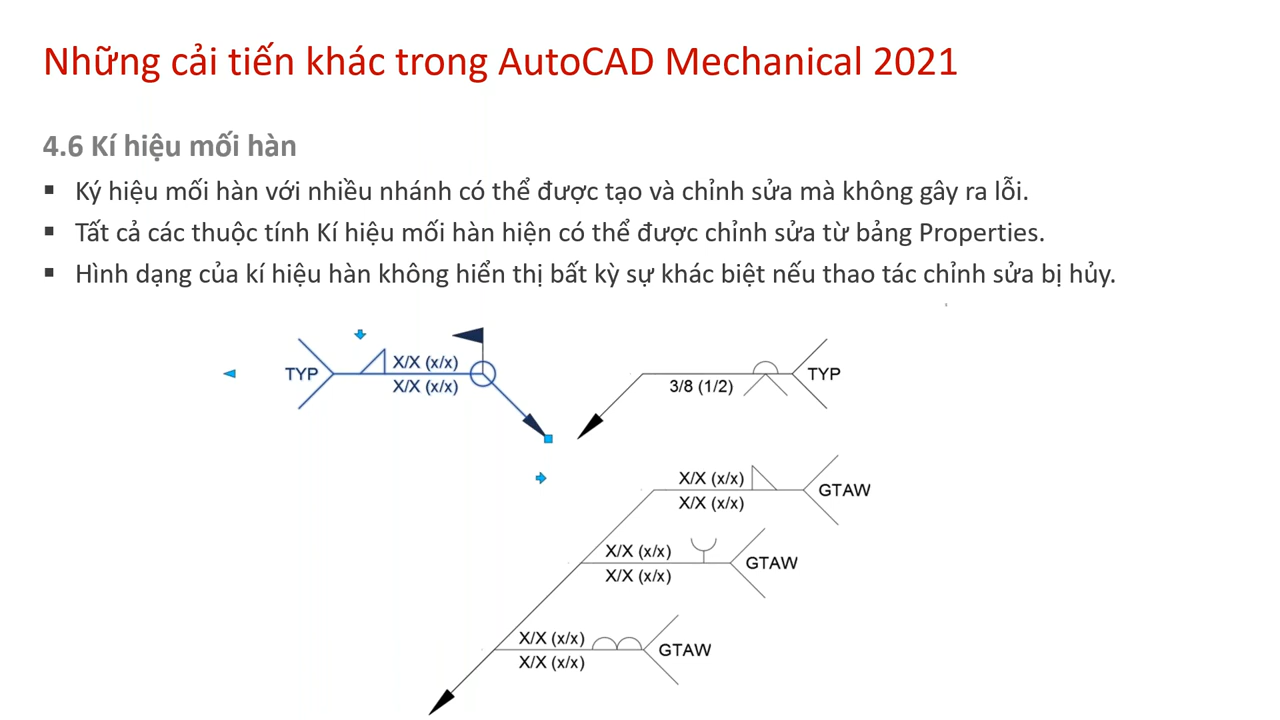 Những cải tiến khác trong AutoCAD Mechanical 2021
4.6 Kí hiệu mối hàn
▪ Ký hiệu mối hàn với nhiều nhánh có thể được tạo và chỉnh sửa mà không gây ra lỗi.
▪ Tất cả các thuộc tính Kí hiệu mối hàn hiện có thể được chỉnh sửa từ bảng Properties.
▪ Hình dạng của kí hiệu hàn không hiển thị bất kỳ sự khác biệt nếu thao tác chỉnh sửa bị hủy.
TYP
X/X (x/x)
X/X (x/x)
3/8 (1/2)
TYP
X/X (x/x)
X/X (x/x)
GTAW
X/X (x/x)
X/X (x/x)
GTAW
X/X (x/x)
X/X (x/x)
GTAW